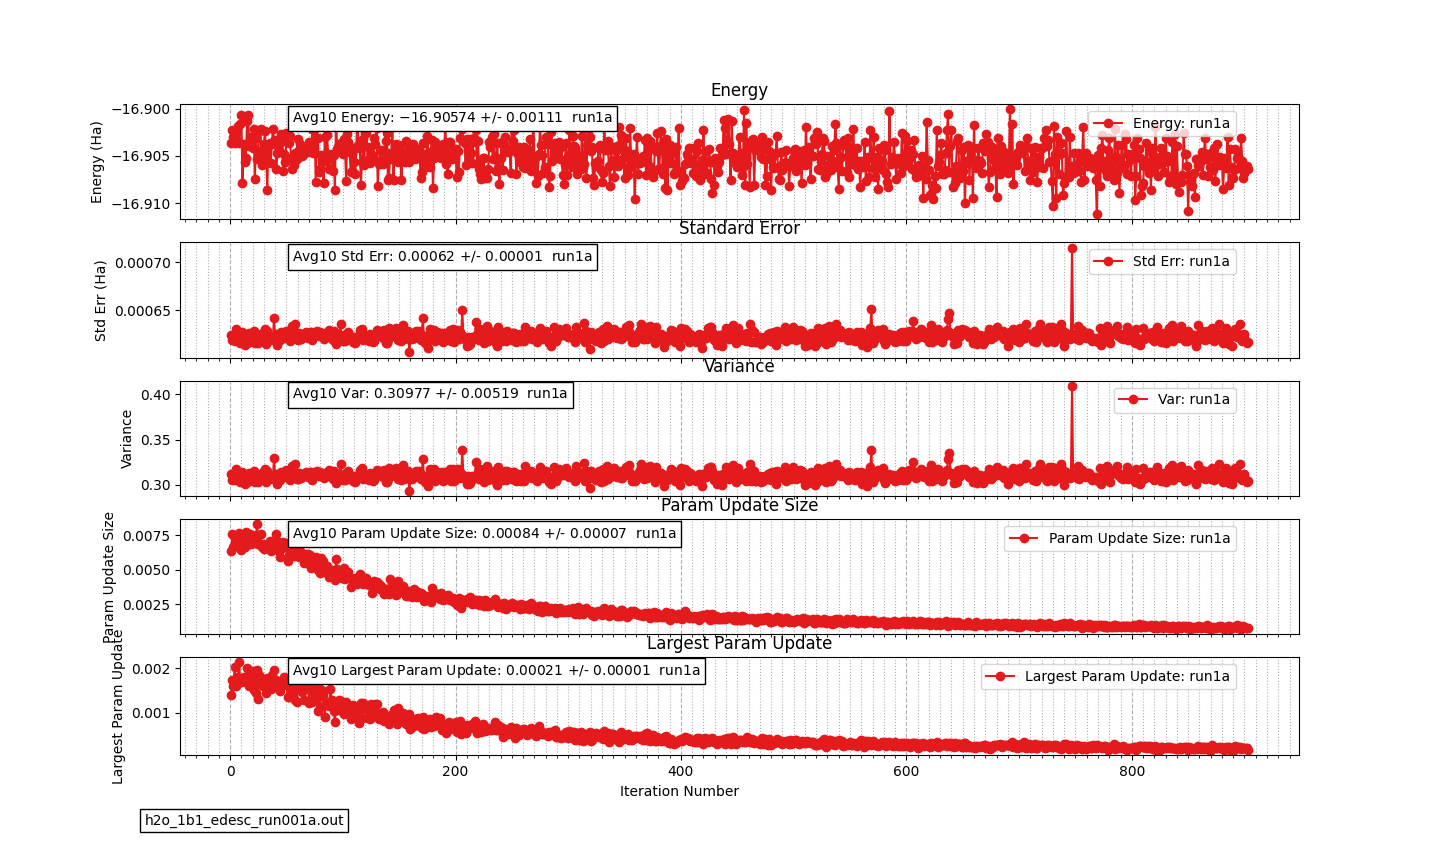 Energy
−16.900
−16.905
−16.910
Energy (Ha)
Avg10 Energy: −16.90574 +/- 0.00111  run1a
Energy: run1a
Standard Error
0.00070
0.00065
Std Err (Ha)
Avg10 Std Err: 0.00062 +/- 0.00001  run1a
Std Err: run1a
Variance
0.40
0.35
0.30
Variance
Avg10 Var: 0.30977 +/- 0.00519  run1a
Var: run1a
Param Update Size
0.0075
0.0050
0.0025
Param Update Size
Avg10 Param Update Size: 0.00084 +/- 0.00007  run1a
Param Update Size: run1a
Largest Param Update
0.002
0.001
Largest Param Update
Avg10 Largest Param Update: 0.00021 +/- 0.00001  run1a
Largest Param Update: run1a
0 200 400 600 800
Iteration Number
h2o_1b1_edesc_run001a.out